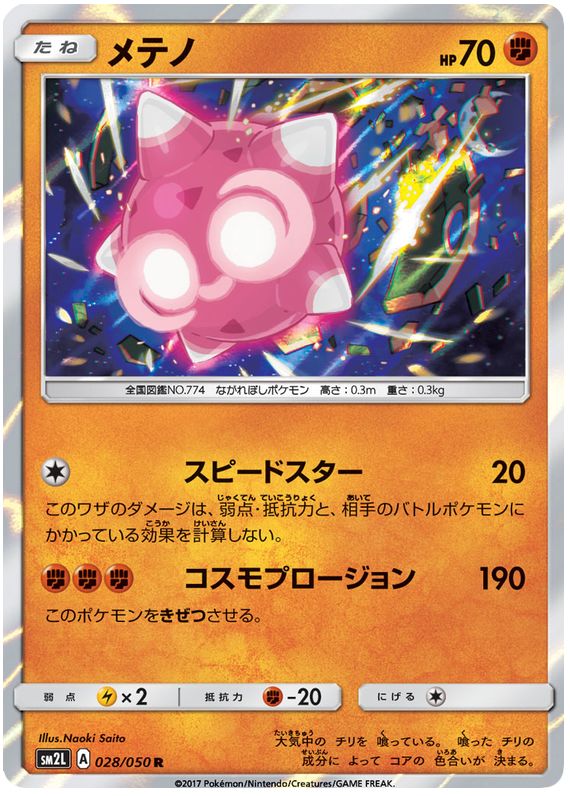 たね メテノ HP70
全国図鑑NO.774 ながれぼしポケモン 高さ：0.3m 重さ：0.3kg
スピードスター 20
このワザのダメージは、弱点・抵抗力と、相手のバトルポケモンに
かかっている効果を計算しない。
コスモプロージョン 190
このポケモンをきぜつさせる。
弱点 ×2 抵抗力 -20 にげる
Illus.Naoki Saito
SM2L A 028/050 R
大気中の チリを 喰っている。 喰った チリの
成分に よって コアの 色合いが 決まる。
©2017 Pokémon/Nintendo/Creatures/GAME FREAK.